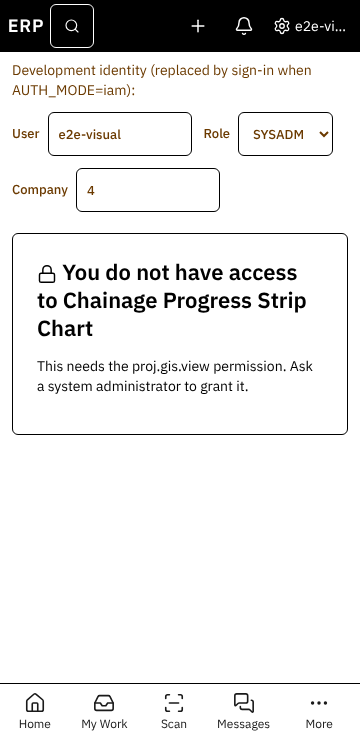 ERP e2e-vi...
Development identity (replaced by sign-in when
AUTH_MODE=iam):
User e2e-visual Role SYSADM
Company 4
You do not have access
to Chainage Progress Strip
Chart
This needs the proj.gis.view permission. Ask
a system administrator to grant it.
Home My Work Scan Messages More